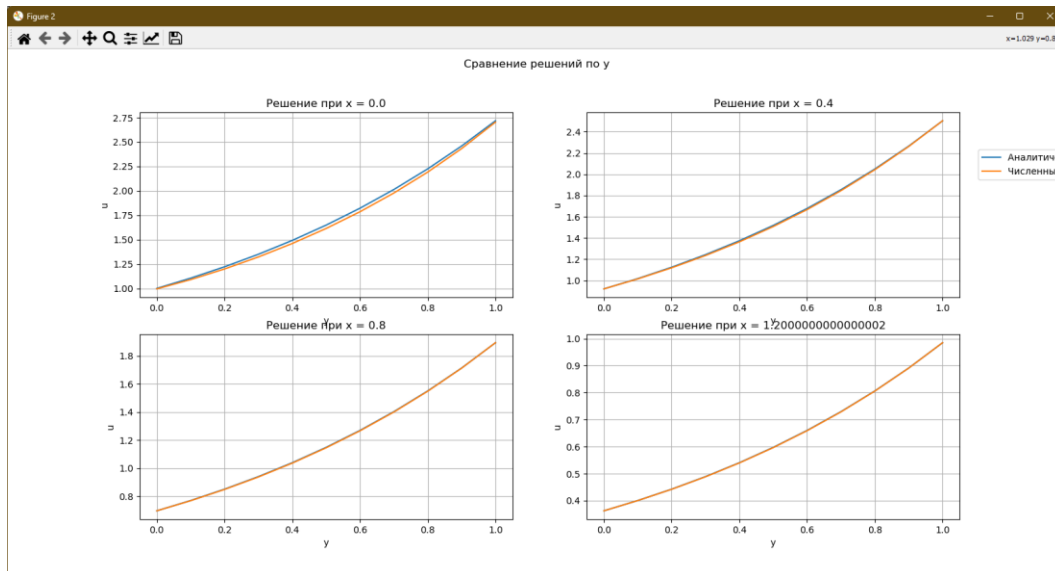 Figure 2
x=1.029 y=0.8
Сравнение решений по y
Решение при x = 0.0
2.75
2.50
2.25
2.00
1.75
1.50
1.25
1.00
u
0.0 0.2 0.4 0.6 0.8 1.0
y
Решение при x = 0.4
2.4
2.2
2.0
1.8
1.6
1.4
1.2
1.0
u
0.0 0.2 0.4 0.6 0.8 1.0
y
Аналитич
Численны
Решение при x = 0.8
1.8
1.6
1.4
1.2
1.0
0.8
u
0.0 0.2 0.4 0.6 0.8 1.0
y
Решение при x = 1.2000000000000002
1.0
0.9
0.8
0.7
0.6
0.5
0.4
u
0.0 0.2 0.4 0.6 0.8 1.0
y